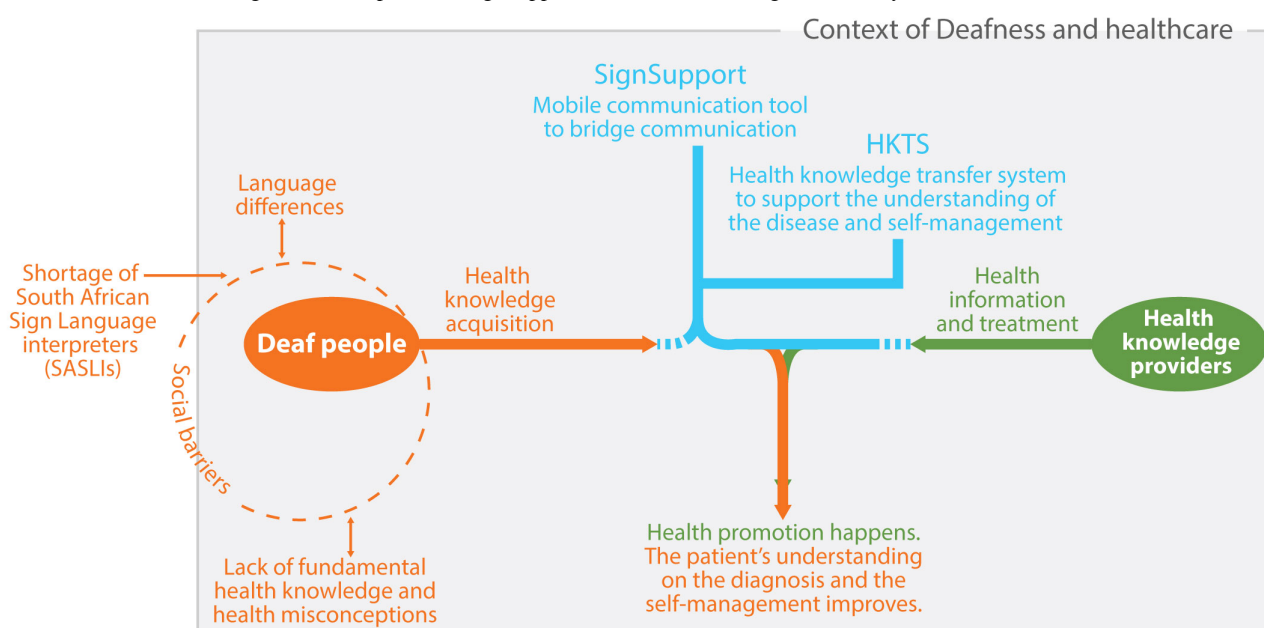 Context of Deafness and healthcare
SignSupport
Mobile communication tool
to bridge communication
HKTS
Health knowledge transfer system
to support the understanding of
the disease and self-management
Language
differences
Shortage of
South African
Sign Language
interpreters
(SASLIs)
Health
knowledge
acquisition
Health
information
and treatment
Deaf people
Health
knowledge
providers
Social barriers
Health promotion happens.
The patient's understanding
on the diagnosis and the
self-management improves.
Lack of fundamental
health knowledge and
health misconceptions